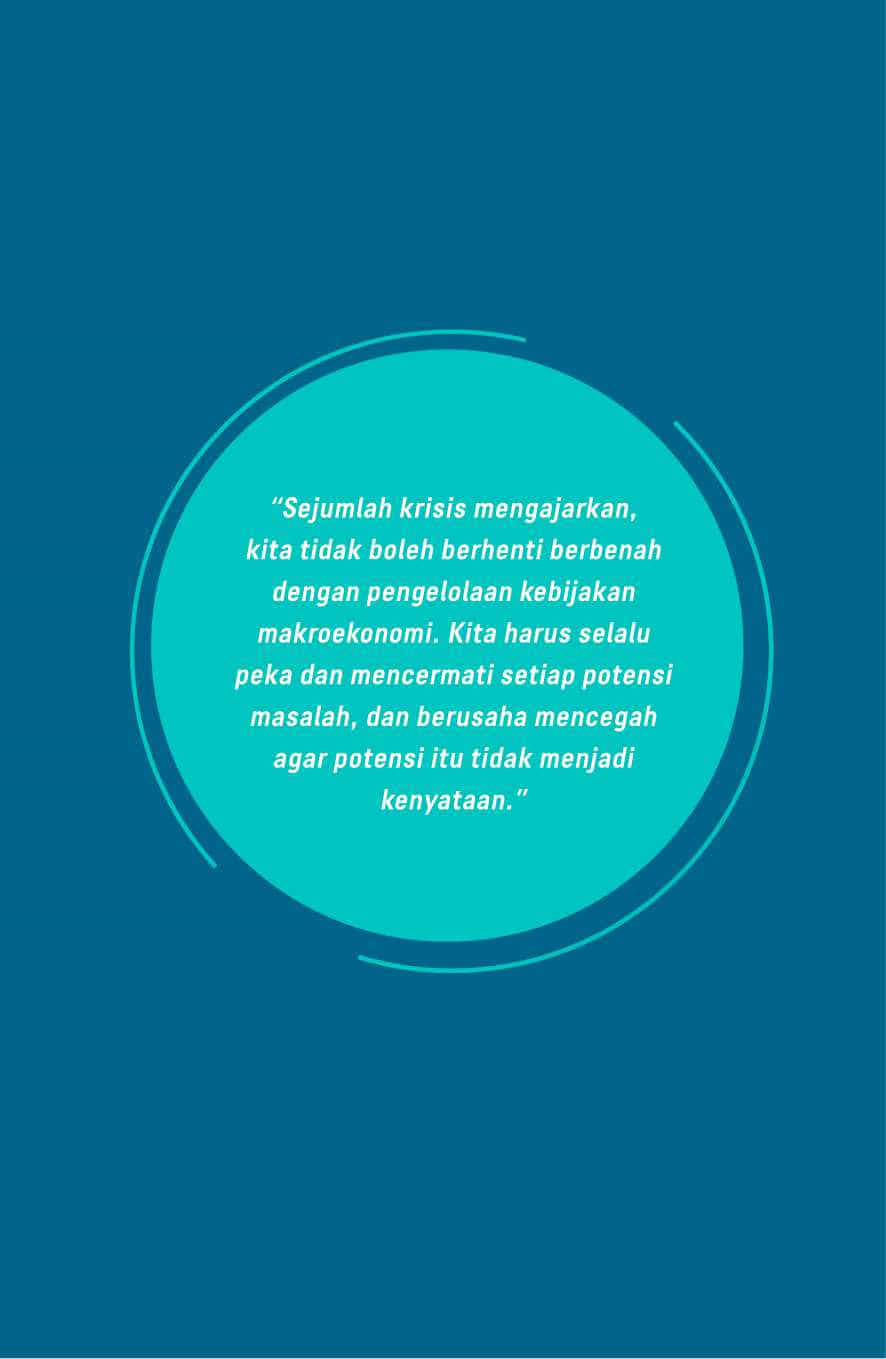 “Sejumlah krisis mengajarkan,
kita tidak boleh berhenti berbenah
dengan pengelolaan kebijakan
makroekonomi. Kita harus selalu
peka dan mencermati setiap potensi
masalah, dan berusaha mencegah
agar potensi itu tidak menjadi
kenyataan.”